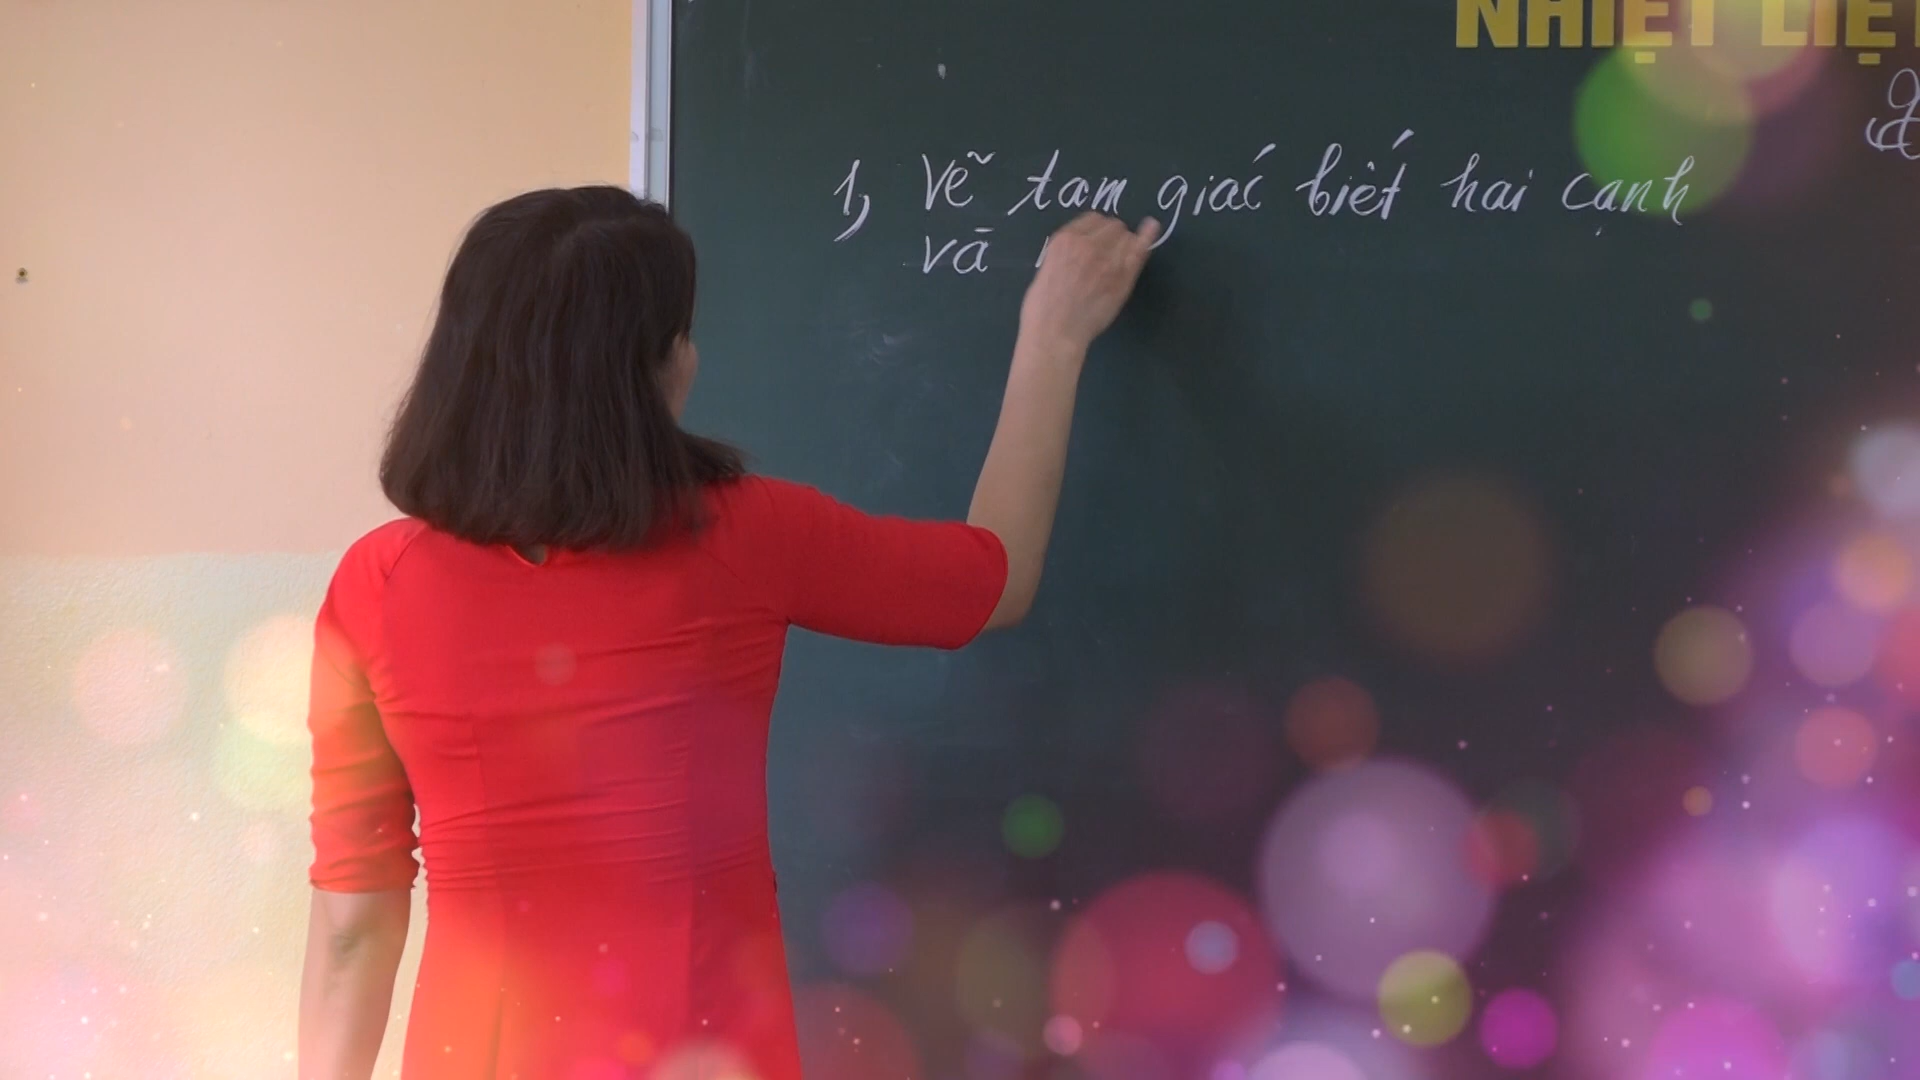 NHIỆT LIỆ
1, Vẽ tam giác biết hai cạnh
và